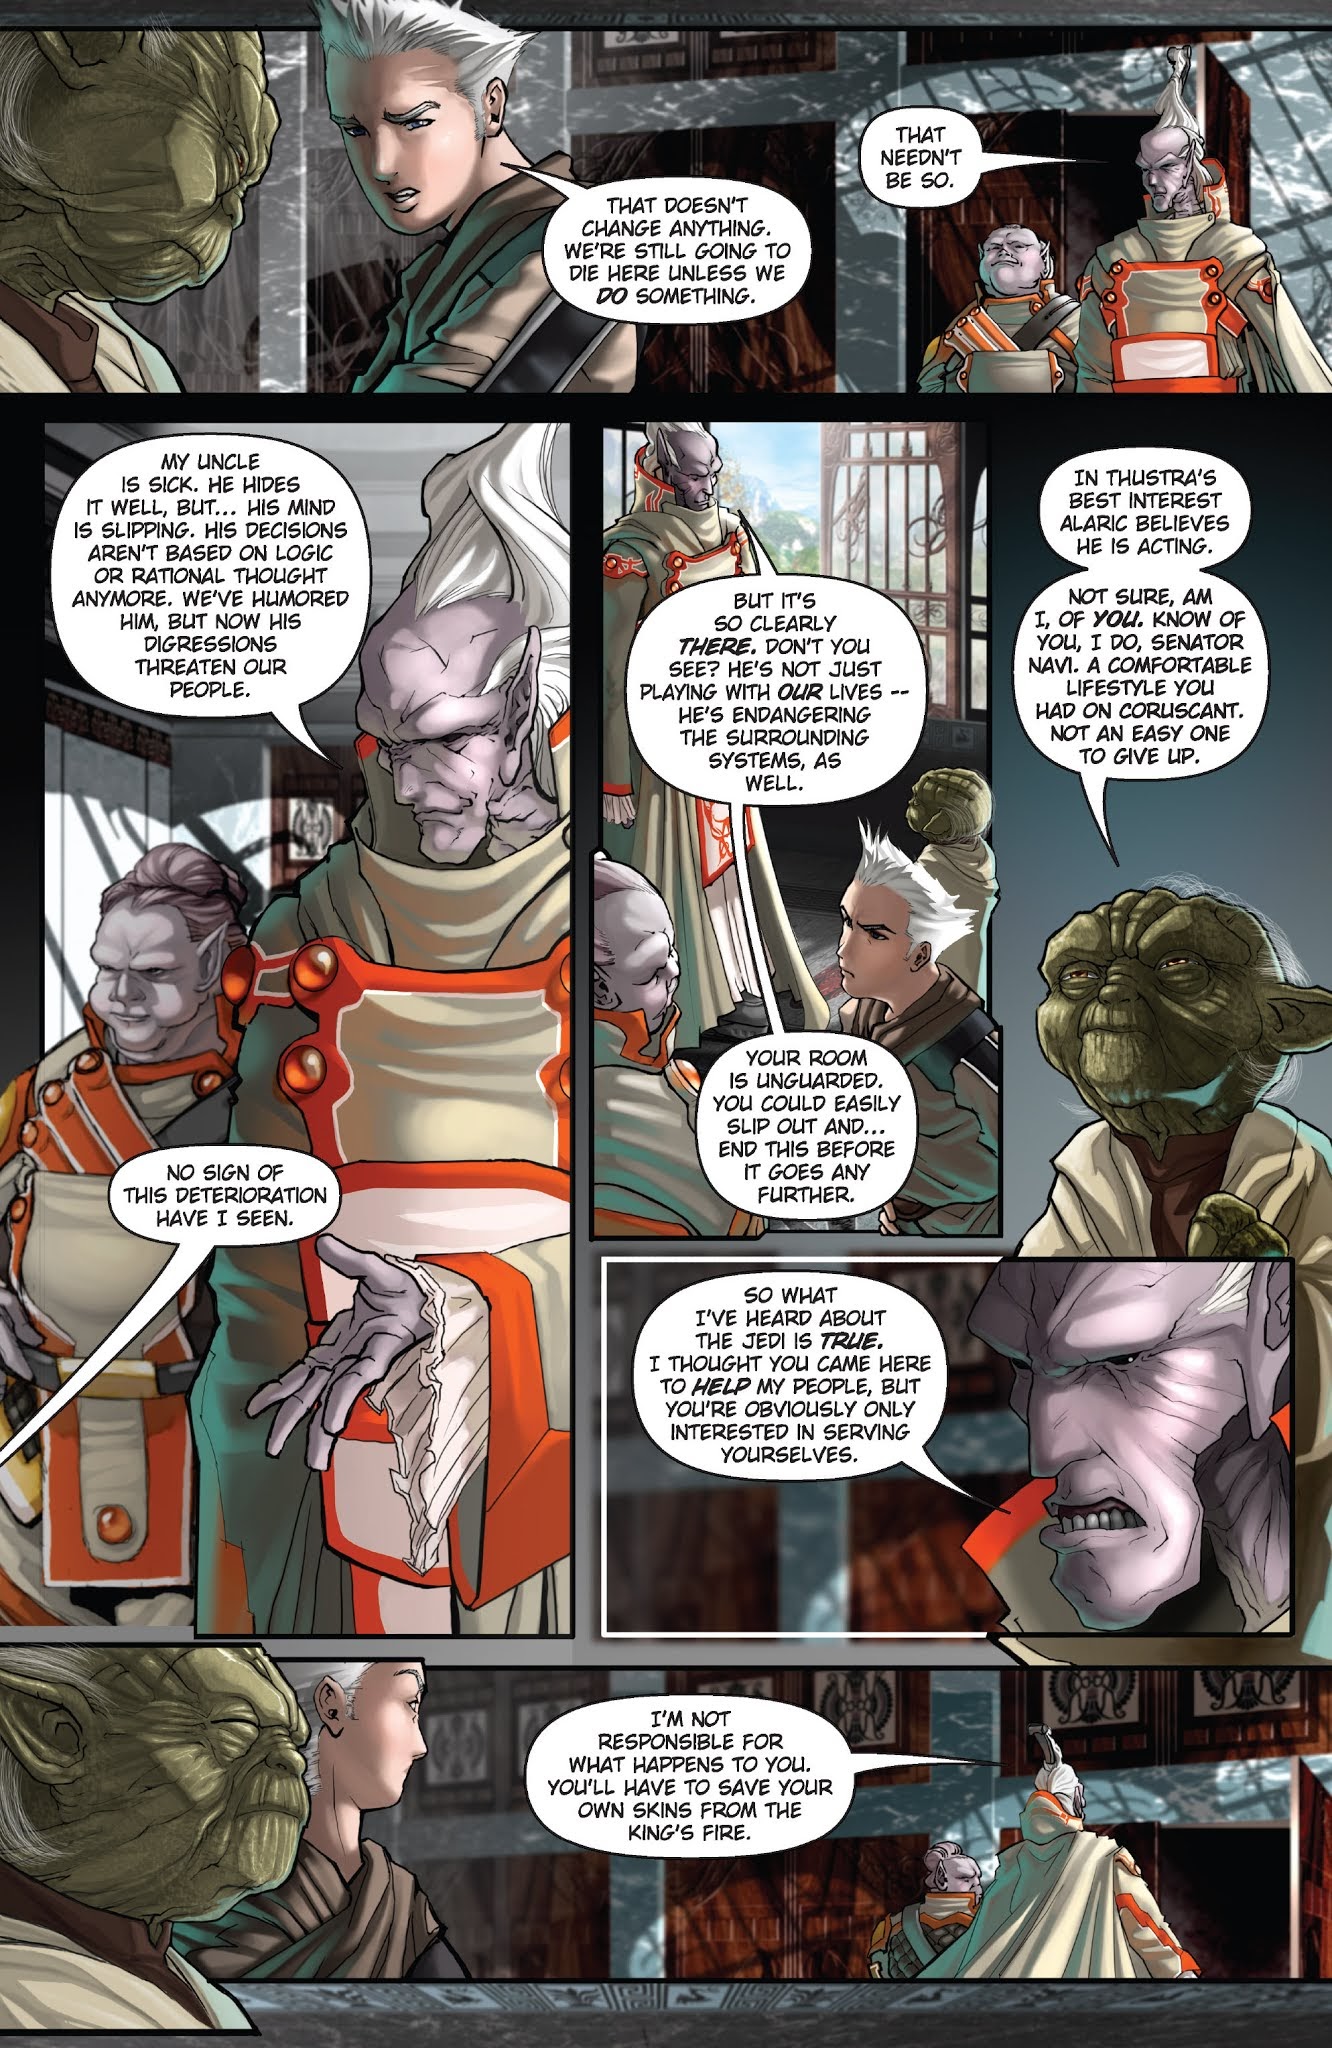 THAT DOESN'T
CHANGE ANYTHING.
WE'RE STILL GOING TO
DIE HERE UNLESS WE
DO SOMETHING.
THAT
NEEDN'T
BE SO.
MY UNCLE
IS SICK. HE HIDES
IT WELL, BUT... HIS MIND
IS SLIPPING. HIS DECISIONS
AREN'T BASED ON LOGIC
OR RATIONAL THOUGHT
ANYMORE. WE'VE HUMORED
HIM, BUT NOW HIS
DIGRESSIONS
THREATEN OUR
PEOPLE.
NO SIGN OF
THIS DETERIORATION
HAVE I SEEN.
BUT IT'S
SO CLEARLY
THERE. DON'T YOU
SEE? HE'S NOT JUST
PLAYING WITH OUR LIVES --
HE'S ENDANGERING
THE SURROUNDING
SYSTEMS, AS
WELL.
YOUR ROOM
IS UNGUARDED.
YOU COULD EASILY
SLIP OUT AND...
END THIS BEFORE
IT GOES ANY
FURTHER.
IN THUSTRA'S
BEST INTEREST
ALARIC BELIEVES
HE IS ACTING.
NOT SURE, AM
I, OF YOU. KNOW OF
YOU, I DO, SENATOR
NAVI. A COMFORTABLE
LIFESTYLE YOU
HAD ON CORUSCANT.
NOT AN EASY ONE
TO GIVE UP.
SO WHAT
I'VE HEARD ABOUT
THE JEDI IS TRUE.
I THOUGHT YOU CAME HERE
TO HELP MY PEOPLE, BUT
YOU'RE OBVIOUSLY ONLY
INTERESTED IN SERVING
YOURSELVES.
I'M NOT
RESPONSIBLE FOR
WHAT HAPPENS TO YOU.
YOU'LL HAVE TO SAVE YOUR
OWN SKINS FROM THE
KING'S FIRE.